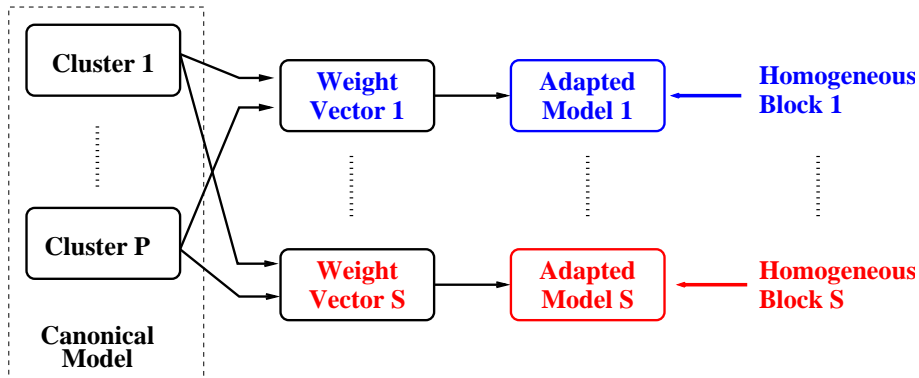 Cluster 1
Weight
Vector 1
Adapted
Model 1
Homogeneous
Block 1
Cluster P
Weight
Vector S
Adapted
Model S
Homogeneous
Block S
Canonical
Model